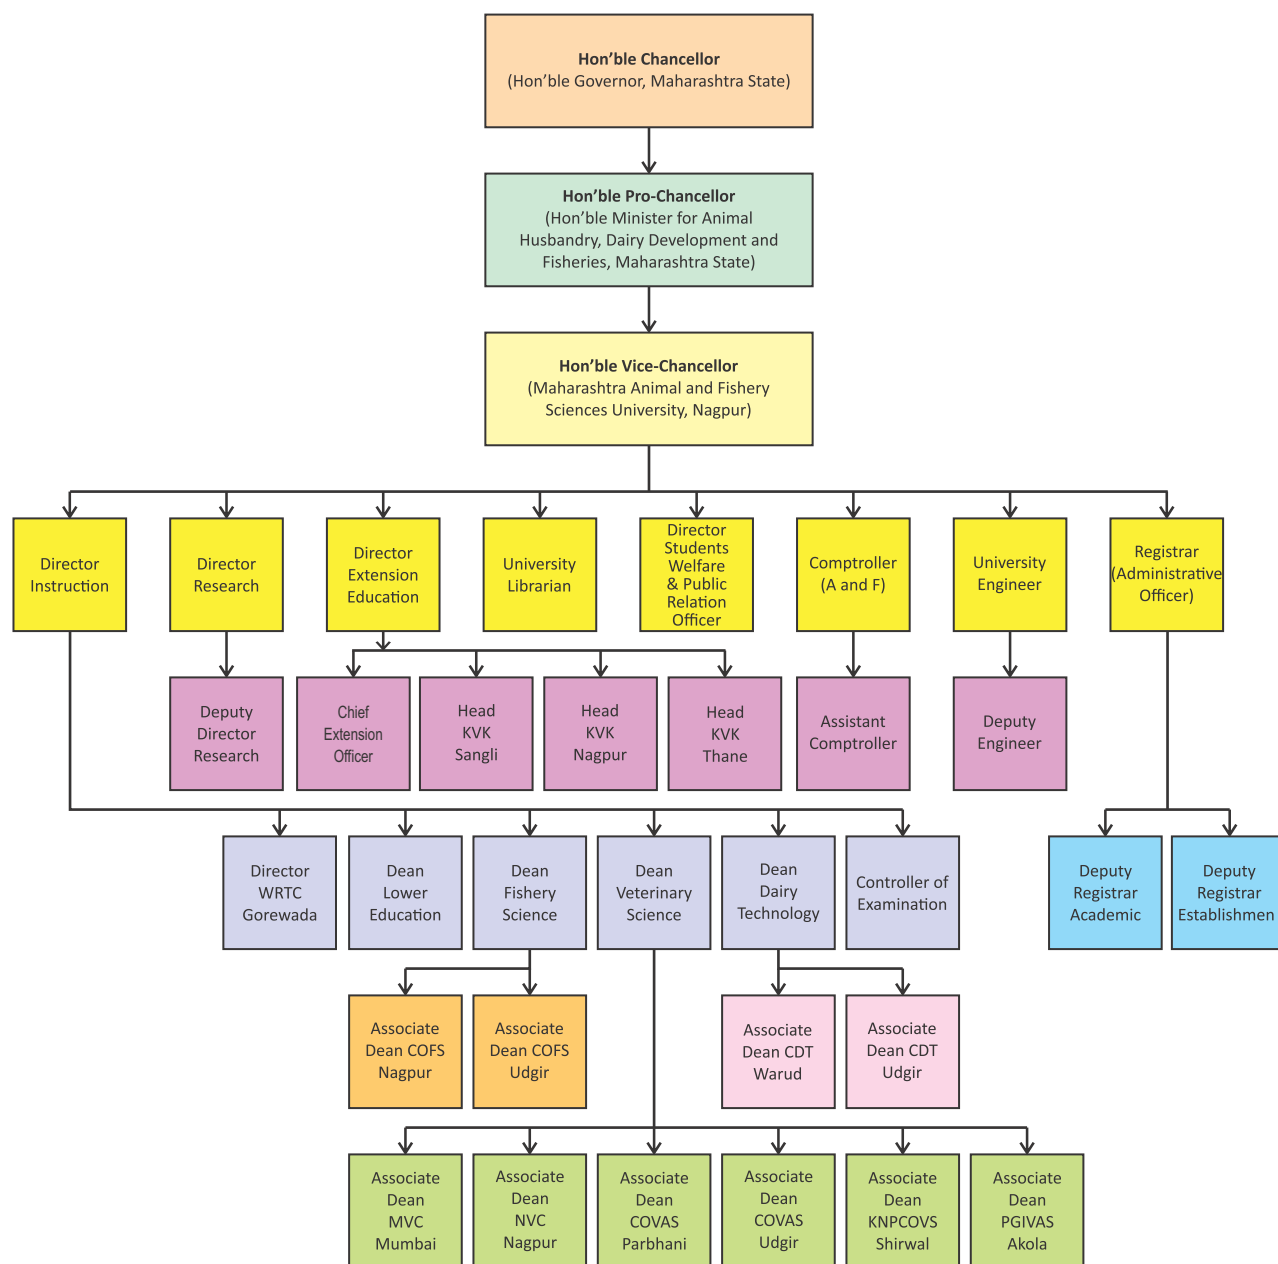 Hon’ble Chancellor
(Hon’ble Governor, Maharashtra State)
Hon’ble Pro-Chancellor
(Hon’ble Minister for Animal
Husbandry, Dairy Development and
Fisheries, Maharashtra State)
Hon’ble Vice-Chancellor
(Maharashtra Animal and Fishery
Sciences University, Nagpur)
Director
Instruction
Director
Research
Director
Extension
Education
University
Librarian
Director
Students
Welfare
& Public
Relation
Officer
Comptroller
(A and F)
University
Engineer
Registrar
(Administrative
Officer)
Deputy
Director
Research
Chief
Extension
Officer
Head
KVK
Sangli
Head
KVK
Nagpur
Head
KVK
Thane
Assistant
Comptroller
Deputy
Engineer
Director
WRTC
Gorewada
Dean
Lower
Education
Dean
Fishery
Science
Dean
Veterinary
Science
Dean
Dairy
Technology
Controller of
Examination
Deputy
Registrar
Academic
Deputy
Registrar
Establishmen
Associate
Dean COFS
Nagpur
Associate
Dean COFS
Udgir
Associate
Dean CDT
Warud
Associate
Dean CDT
Udgir
Associate
Dean
MVC
Mumbai
Associate
Dean
NVC
Nagpur
Associate
Dean
COVAS
Parbhani
Associate
Dean
COVAS
Udgir
Associate
Dean
KNPCOVS
Shirwal
Associate
Dean
PGIVAS
Akola